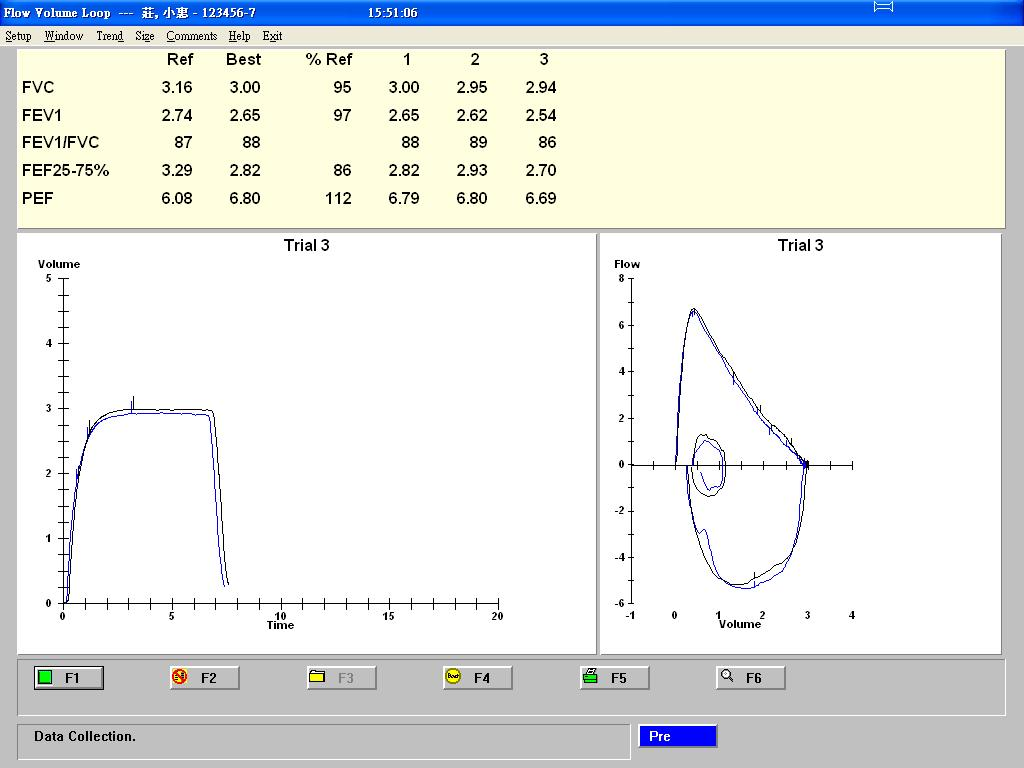 Flow Volume Loop --- 莊, 小惠 - 123456-7 15:51:06
Setup Window Trend Size Comments Help Exit
Ref Best % Ref 1 2 3
FVC 3.16 3.00 95 3.00 2.95 2.94
FEV1 2.74 2.65 97 2.65 2.62 2.54
FEV1/FVC 87 88 88 89 86
FEF25-75% 3.29 2.82 86 2.82 2.93 2.70
PEF 6.08 6.80 112 6.79 6.80 6.69
Trial 3
Volume
5
4
3
2
1
0
0 5 10 15 20
Time
Trial 3
Flow
8
6
4
2
0
-2
-4
-6
-1 0 1 2 3 4
Volume
F1 F2 F3 Best F4 F5 F6
Data Collection. Pre